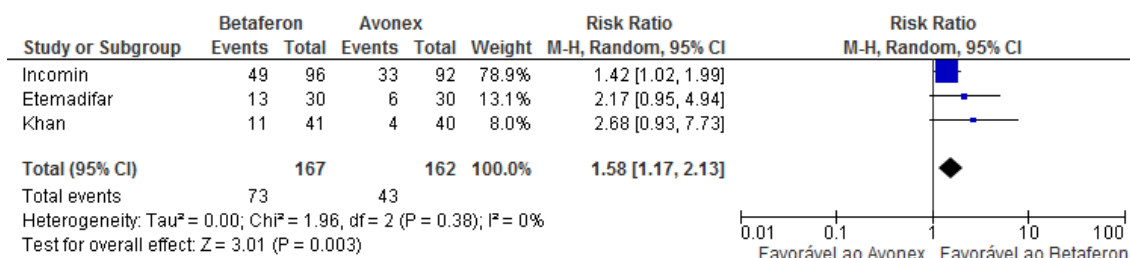 Betaferon Avonex Risk Ratio Risk Ratio
Study or Subgroup Events Total Events Total Weight M-H, Random, 95% CI M-H, Random, 95% CI
Incomin 49 96 33 92 78.9% 1.42 [1.02, 1.99]
Etemadifar 13 30 6 30 13.1% 2.17 [0.95, 4.94]
Khan 11 41 4 40 8.0% 2.68 [0.93, 7.73]
Total (95% CI) 167 162 100.0% 1.58 [1.17, 2.13]
Total events 73 43
Heterogeneity: Tau² = 0.00; Chi² = 1.96, df = 2 (P = 0.38); I² = 0%
Test for overall effect: Z = 3.01 (P = 0.003)
0.01 0.1 1 10 100
Favorável ao Avonex Favorável ao Betaferon